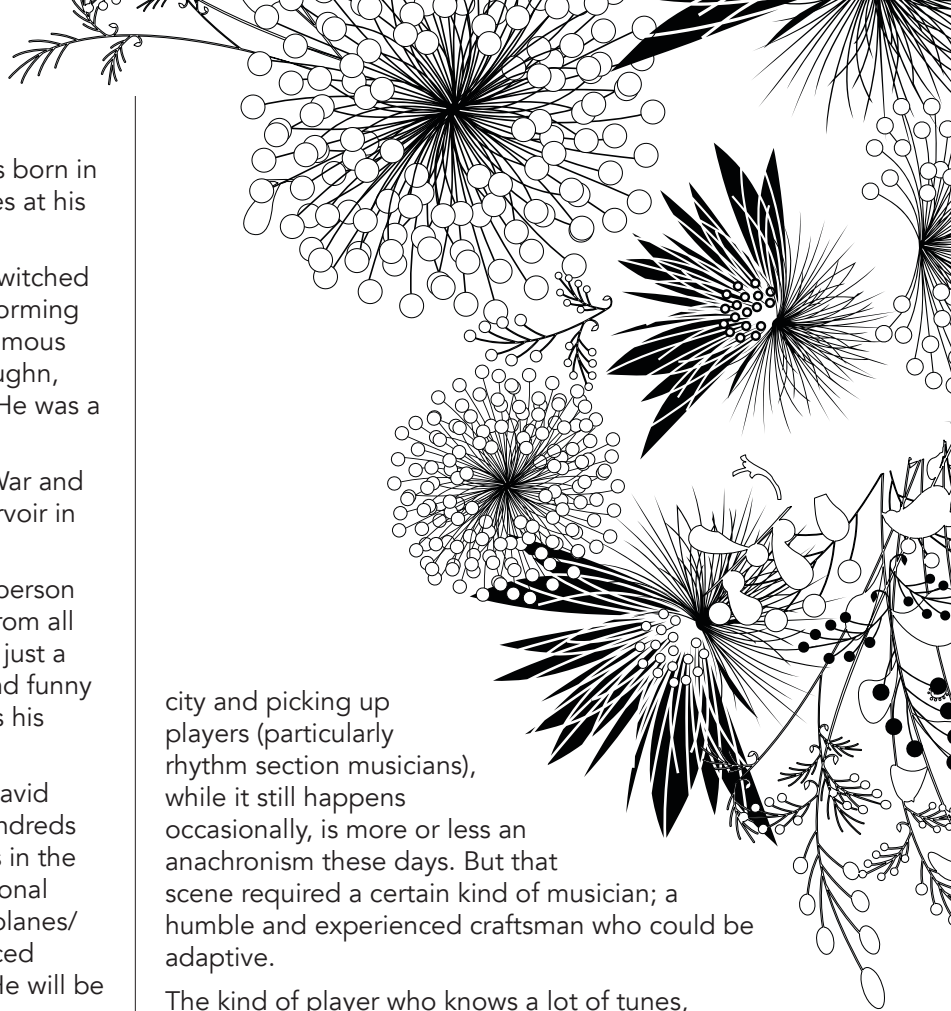 s born in
es at his
witched
orming
mous
ughn,
He was a
War and
rvoir in
person
rom all
just a
nd funny
s his
avid
ndreds
s in the
onal
planes/
ced
He will be
city and picking up
players (particularly
rhythm section musicians),
while it still happens
occasionally, is more or less an
anachronism these days. But that
scene required a certain kind of musician; a
humble and experienced craftsman who could be
adaptive.
The kind of player who knows a lot of tunes,